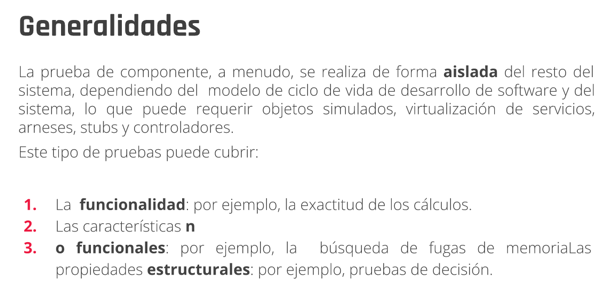 Generalidades
La prueba de componente, a menudo, se realiza de forma aislada del resto del
sistema, dependiendo del modelo de ciclo de vida de desarrollo de software y del
sistema, lo que puede requerir objetos simulados, virtualización de servicios,
arneses, stubs y controladores.
Este tipo de pruebas puede cubrir:
1. La funcionalidad: por ejemplo, la exactitud de los cálculos.
2. Las características n
3. o funcionales: por ejemplo, la búsqueda de fugas de memoriaLas
propiedades estructurales: por ejemplo, pruebas de decisión.